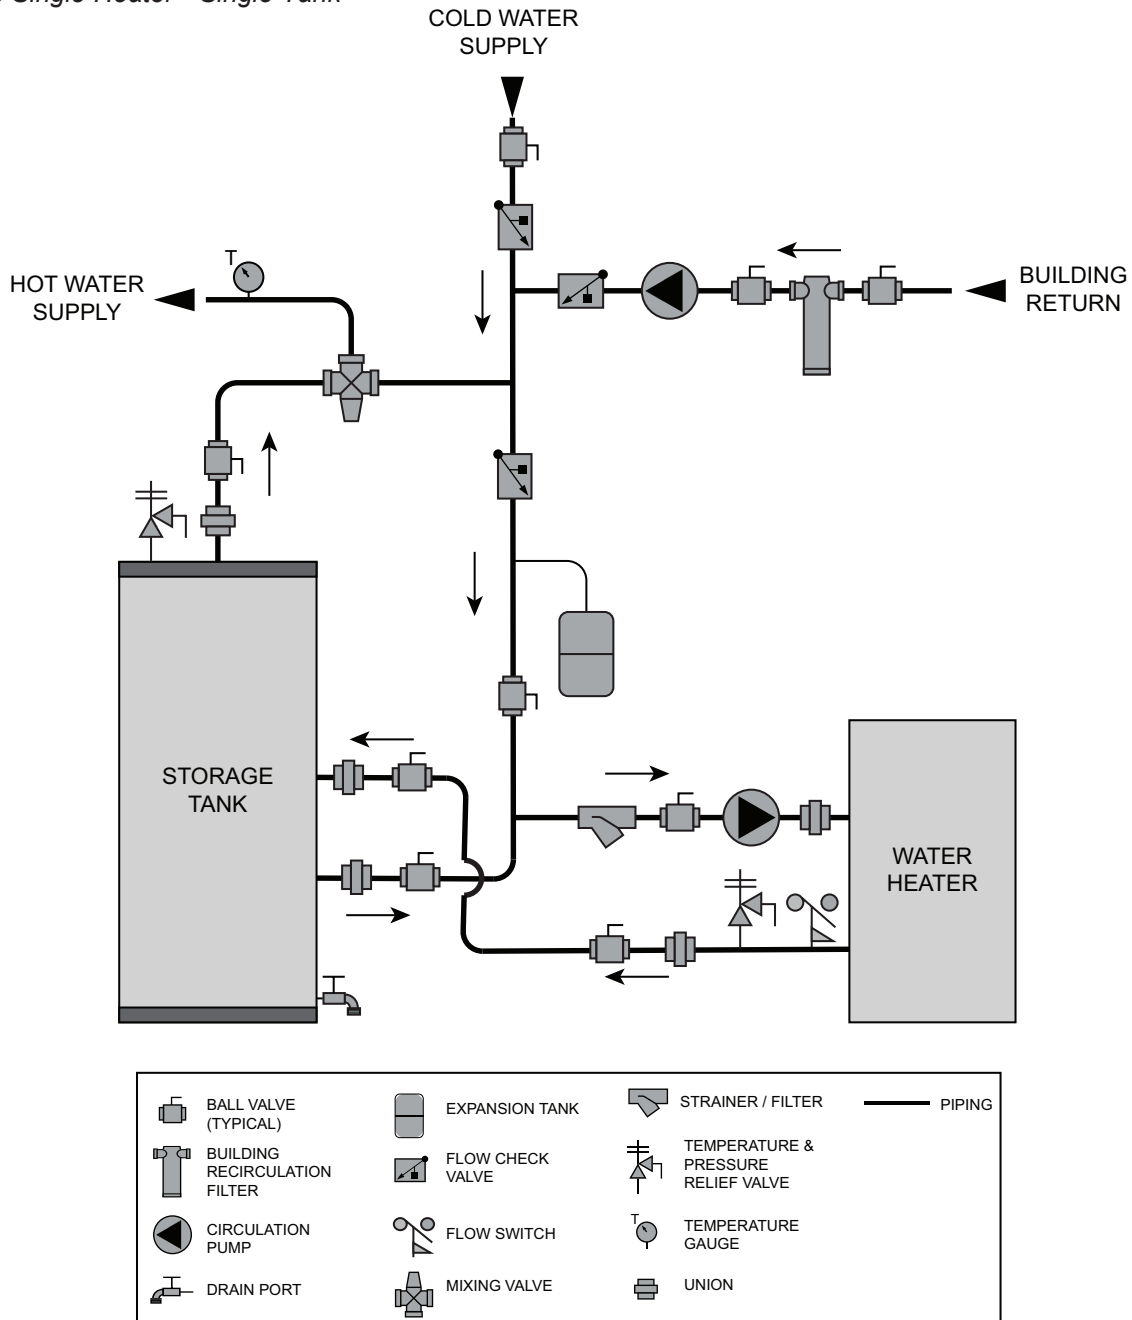 Single Heater - Single Tank
COLD WATER
SUPPLY
T
HOT WATER
SUPPLY
BUILDING
RETURN
STORAGE
TANK
WATER
HEATER
BALL VALVE
(TYPICAL)
BUILDING
RECIRCULATION
FILTER
CIRCULATION
PUMP
DRAIN PORT
EXPANSION TANK
FLOW CHECK
VALVE
FLOW SWITCH
MIXING VALVE
STRAINER / FILTER
TEMPERATURE &
PRESSURE
RELIEF VALVE
T
TEMPERATURE
GAUGE
UNION
PIPING